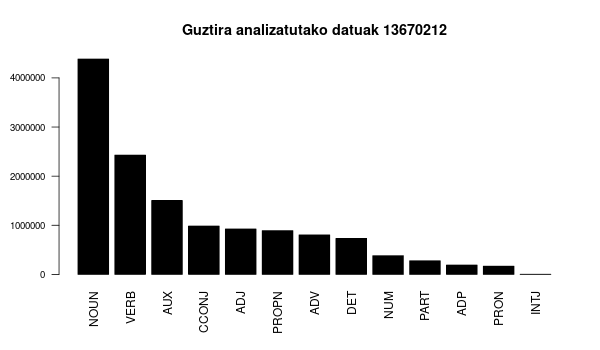 Guztira analizatutako datuak 13670212
4000000
3000000
2000000
1000000
0
NOUN
VERB
AUX
CCONJ
ADJ
PROPN
ADV
DET
NUM
PART
ADP
PRON
INTJ